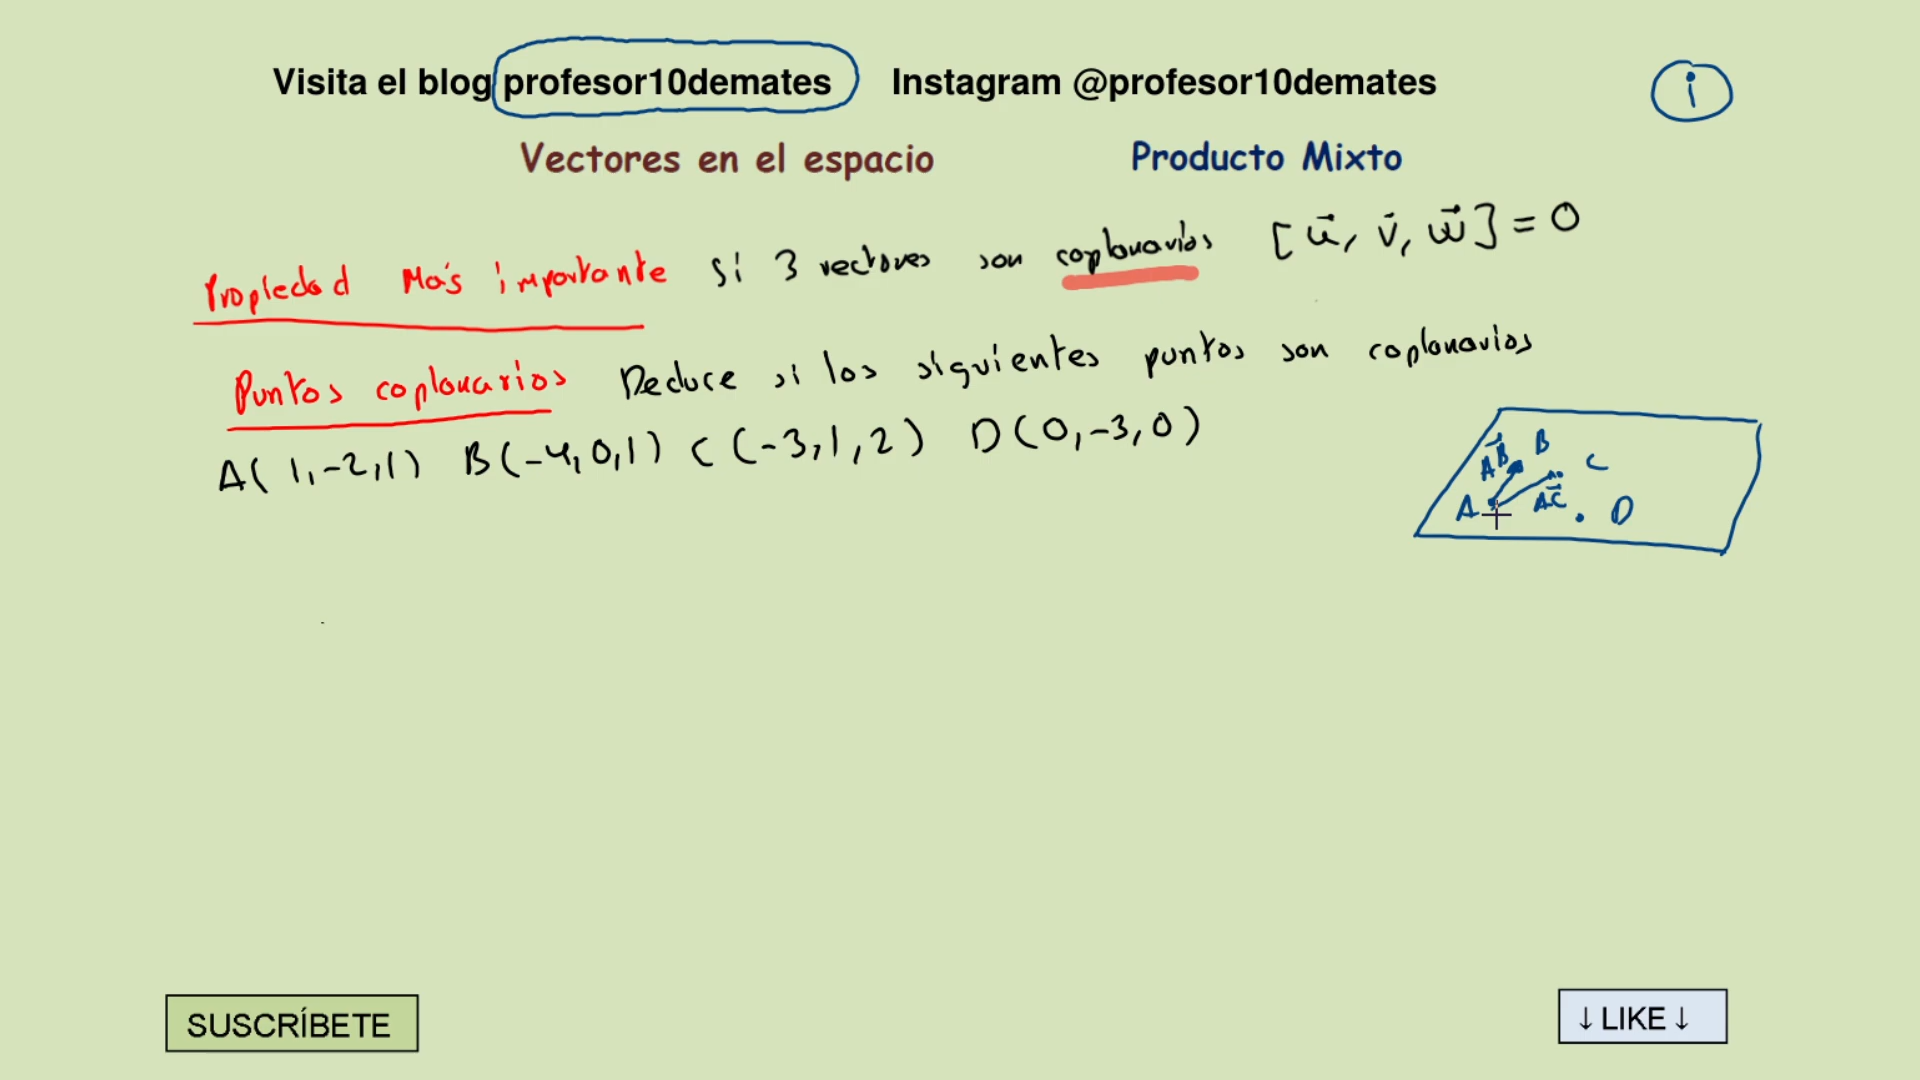 Visita el blog profesor10demates Instagram @profesor10demates
i
Vectores en el espacio Producto Mixto
Propiedad Más importante Si 3 vectores son coplanarios [u⃗, v⃗, w⃗] = 0
Puntos coplanarios Deduce si los siguientes puntos son coplanarios
A(1,-2,1) B(-4,0,1) C(-3,1,2) D(0,-3,0)
AB⃗ B C
A AC⃗ D
SUSCRÍBETE ↓LIKE↓